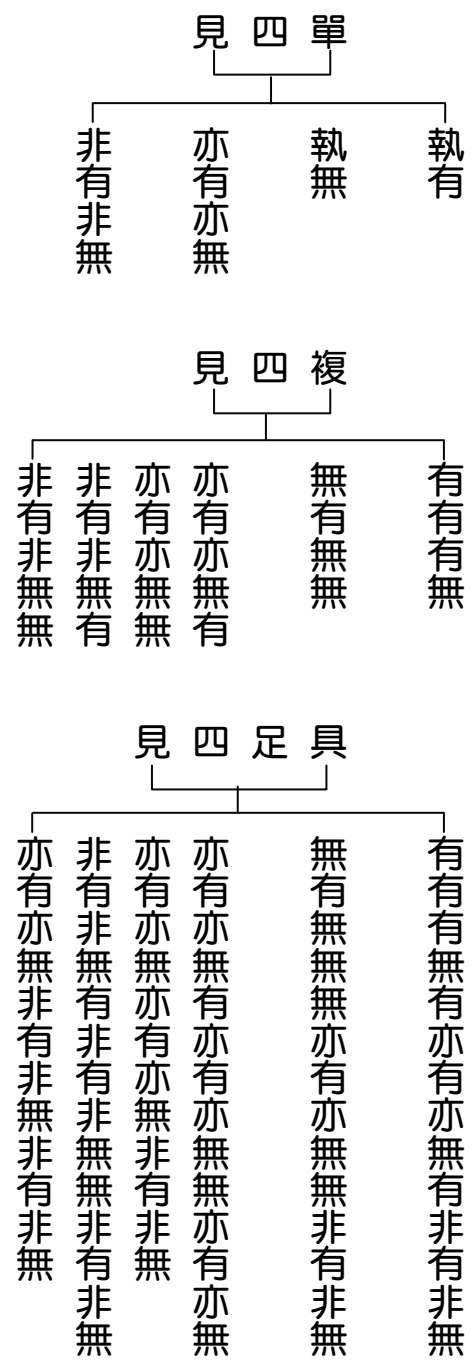 單四見
執有
執無
亦有亦無
非有非無
複四見
有有有無
無有無無
亦有亦無有
亦有亦無無
非有非無有
非有非無無
具足四見
有有有無有亦有亦無有非有非無
無有無無無亦有亦無無非有非無
亦有亦無有亦有亦無無亦有亦無
亦有亦無亦有亦無非有非無
非有非無有非有非無無非有非無
亦有亦無非有非無非有非無